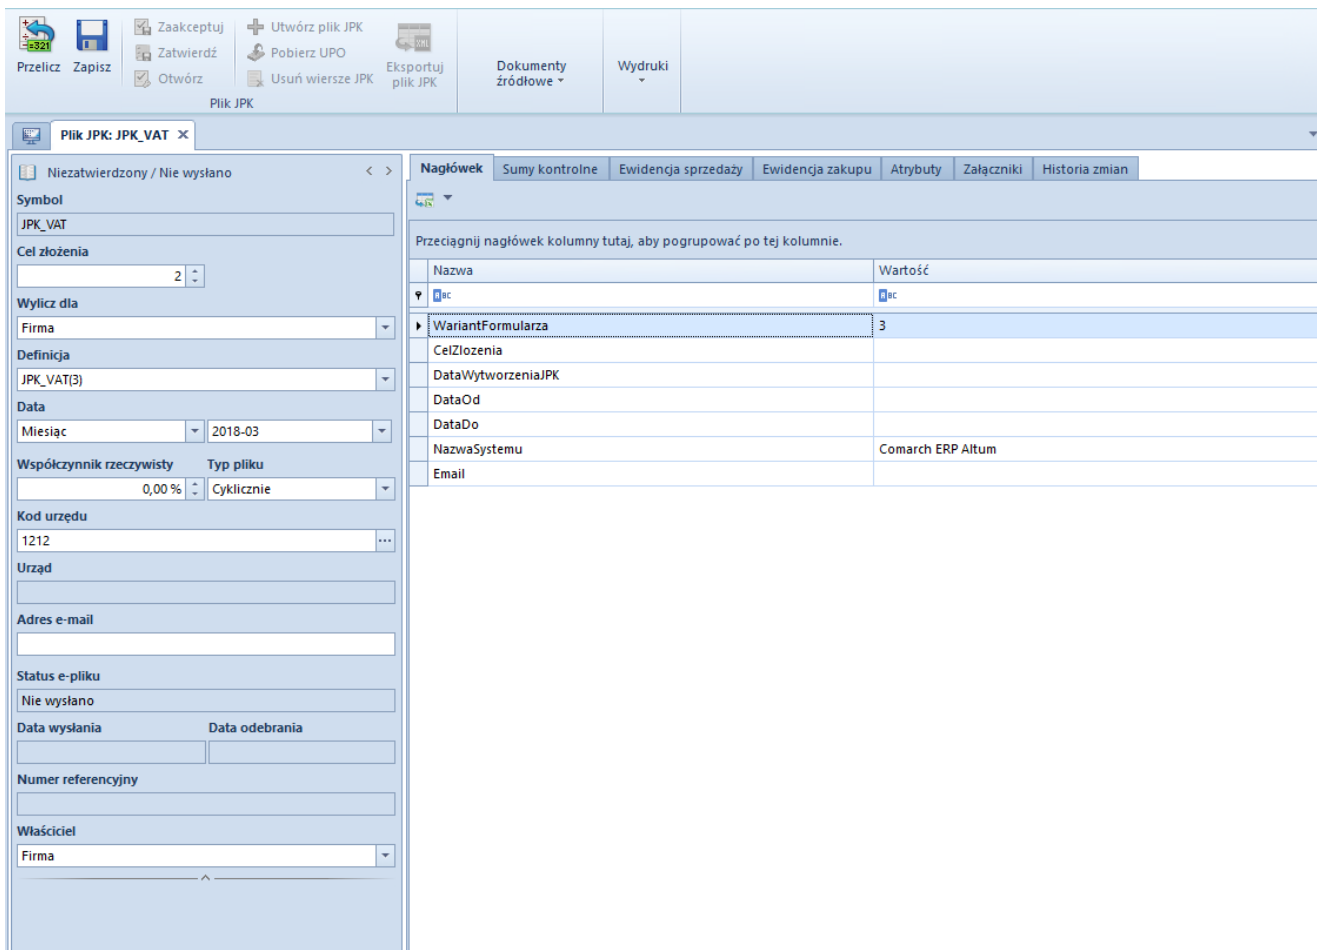 Przelicz
Zapisz
Zaakceptuj
Zatwierdź
Otwórz
Utwórz plik JPK
Pobierz UPO
Usuń wiersze JPK
Eksportuj
plik JPK
Plik JPK
Dokumenty
źródłowe
Wydruki
Plik JPK: JPK_VAT
Niezatwierdzony / Nie wysłano
Symbol
JPK_VAT
Cel złożenia
2
Wylicz dla
Firma
Definicja
JPK_VAT(3)
Data
Miesiąc 2018-03
Współczynnik rzeczywisty Typ pliku
0,00 % Cyklicznie
Kod urzędu
1212
Urząd
Adres e-mail
Status e-pliku
Nie wysłano
Data wysłania Data odebrania
Numer referencyjny
Właściciel
Firma
Nagłówek Sumy kontrolne Ewidencja sprzedaży Ewidencja zakupu Atrybuty Załączniki Historia zmian
Przeciągnij nagłówek kolumny tutaj, aby pogrupować po tej kolumnie.
Nazwa Wartość
WariantFormularza 3
CelZlozenia
DataWytworzeniaJPK
DataOd
DataDo
NazwaSystemu Comarch ERP Altum
Email